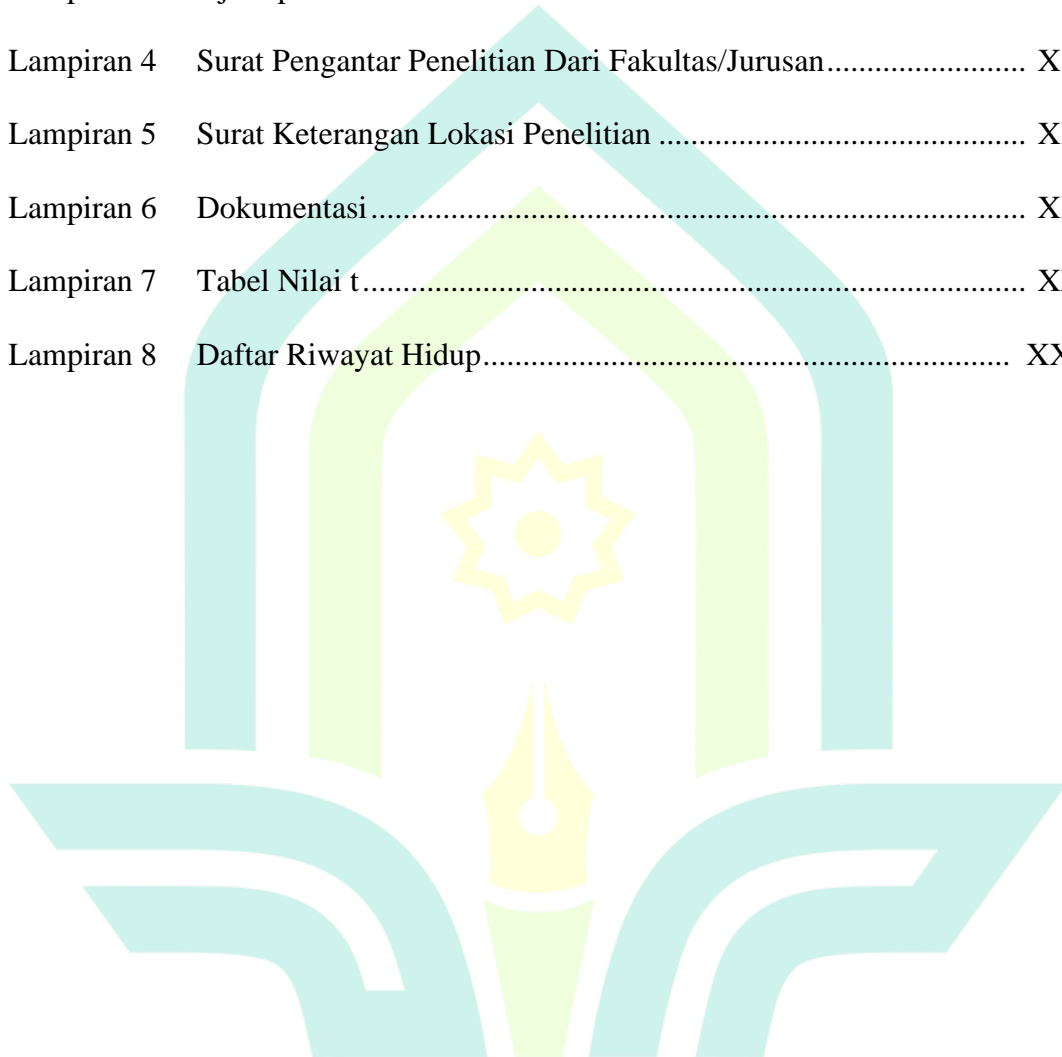 Lampiran 4 Surat Pengantar Penelitian Dari Fakultas/Jurusan....................... X
Lampiran 5 Surat Keterangan Lokasi Penelitian .......................................... X
Lampiran 6 Dokumentasi........................................................................... X
Lampiran 7 Tabel Nilai t............................................................................ X
Lampiran 8 Daftar Riwayat Hidup............................................................. XX